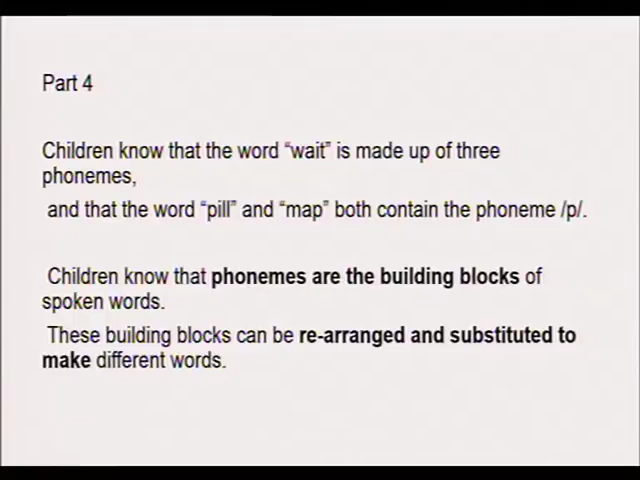 Part 4
Children know that the word “wait” is made up of three
phonemes,
and that the word “pill” and “map” both contain the phoneme /p/.
Children know that phonemes are the building blocks of
spoken words.
These building blocks can be re-arranged and substituted to
make different words.